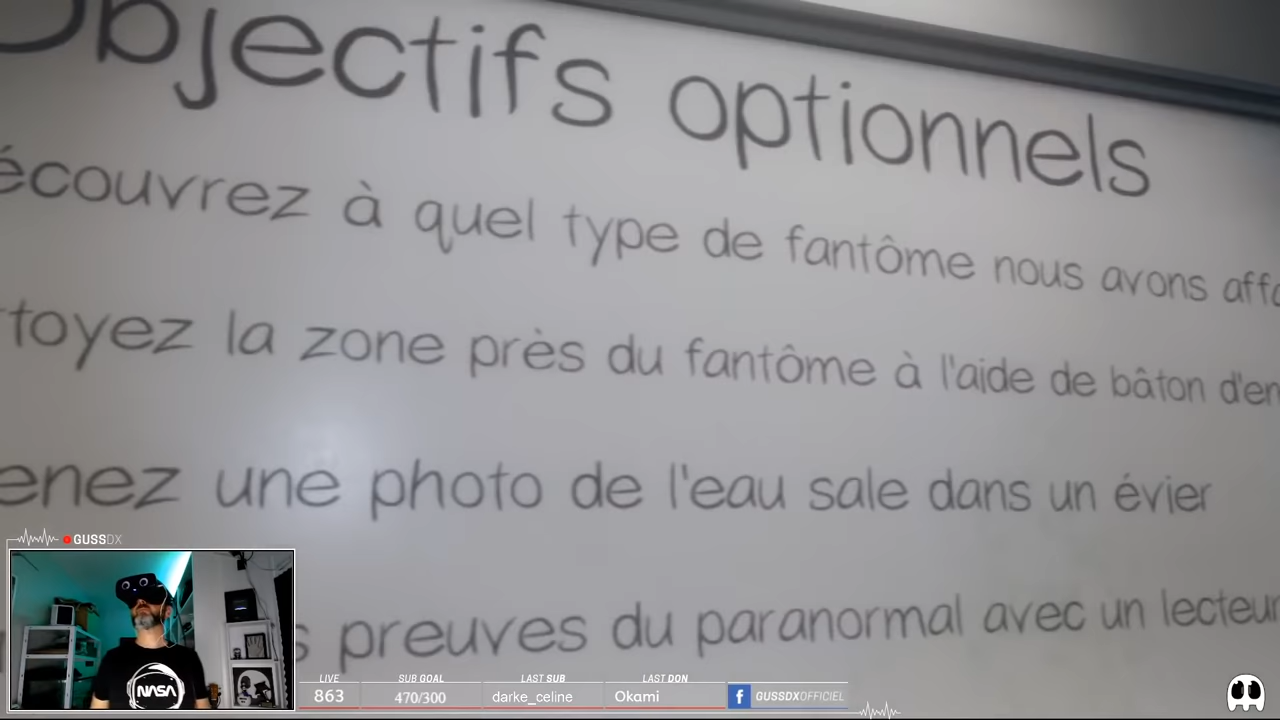 Objectifs optionnels
écouvrez à quel type de fantôme nous avons affa
ttoyez la zone près du fantôme à l'aide de bâton d'en
enez une photo de l'eau sale dans un évier
s preuves du paranormal avec un lecteur
GUSSDX
NASA
LIVE SUB GOAL LAST SUB LAST DON
863 470/300 darke_celine Okami f GUSSDXOFFICIEL